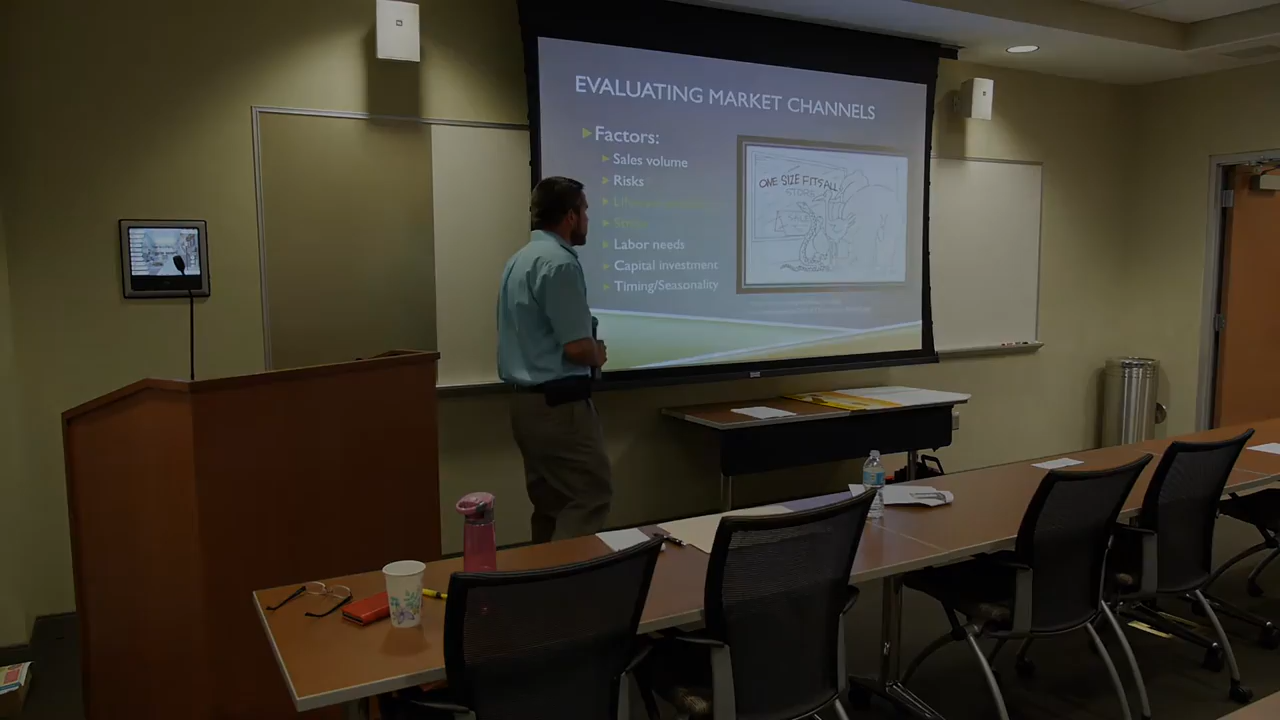 EVALUATING MARKET CHANNELS
Factors:
Sales volume
Risks
Labor needs
Capital investment
Timing/Seasonality
ONE SIZE FITS ALL
STORE